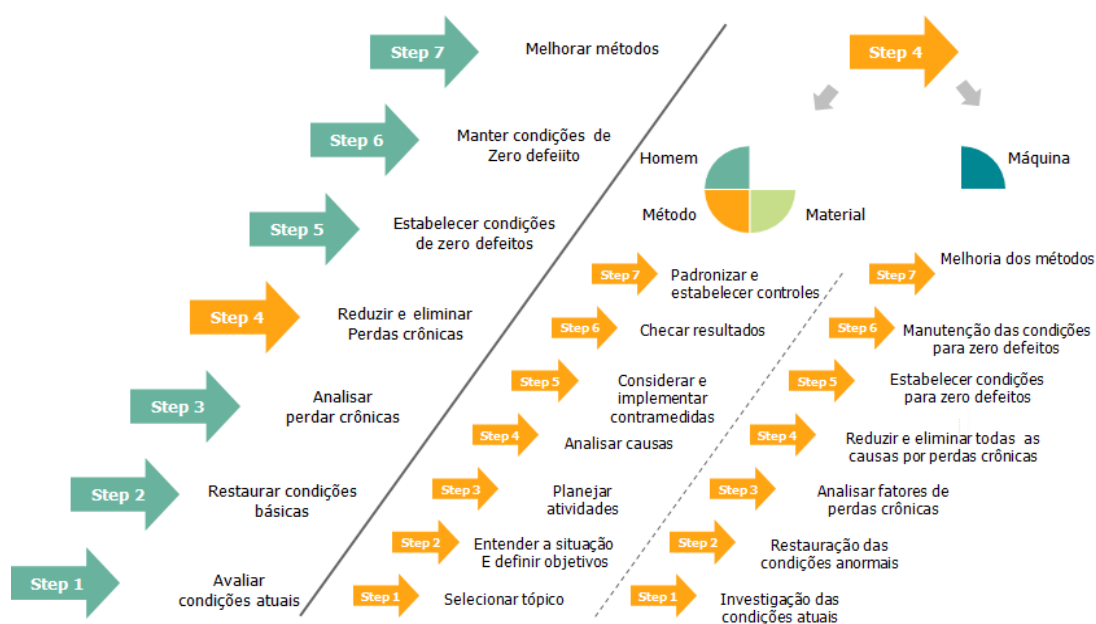 Step 7
Melhorar métodos
Step 6
Manter condições de
Zero defeiito
Step 5
Estabelecer condições
de zero defeitos
Step 4
Reduzir e eliminar
Perdas crônicas
Step 3
Analisar
perdar crônicas
Step 2
Restaurar condições
básicas
Step 1
Avaliar
condições atuais
Step 4
Homem
Método
Material
Máquina
Step 7
Padronizar e
estabelecer controles
Step 6
Checar resultados
Step 5
Considerar e
implementar
contramedidas
Step 4
Analisar causas
Step 3
Planejar
atividades
Step 2
Entender a situação
E definir objetivos
Step 1
Selecionar tópico
Step 7
Melhoria dos métodos
Step 6
Manutenção das condições
para zero defeitos
Step 5
Estabelecer condições
para zero defeitos
Step 4
Reduzir e eliminar todas as
causas por perdas crônicas
Step 3
Analisar fatores de
perdas crônicas
Step 2
Restauração das
condições anormais
Step 1
Investigação das
condições atuais